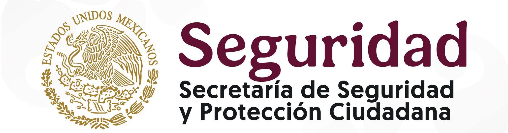 ESTADOS UNIDOS MEXICANOS
Seguridad
Secretaría de Seguridad
y Protección Ciudadana